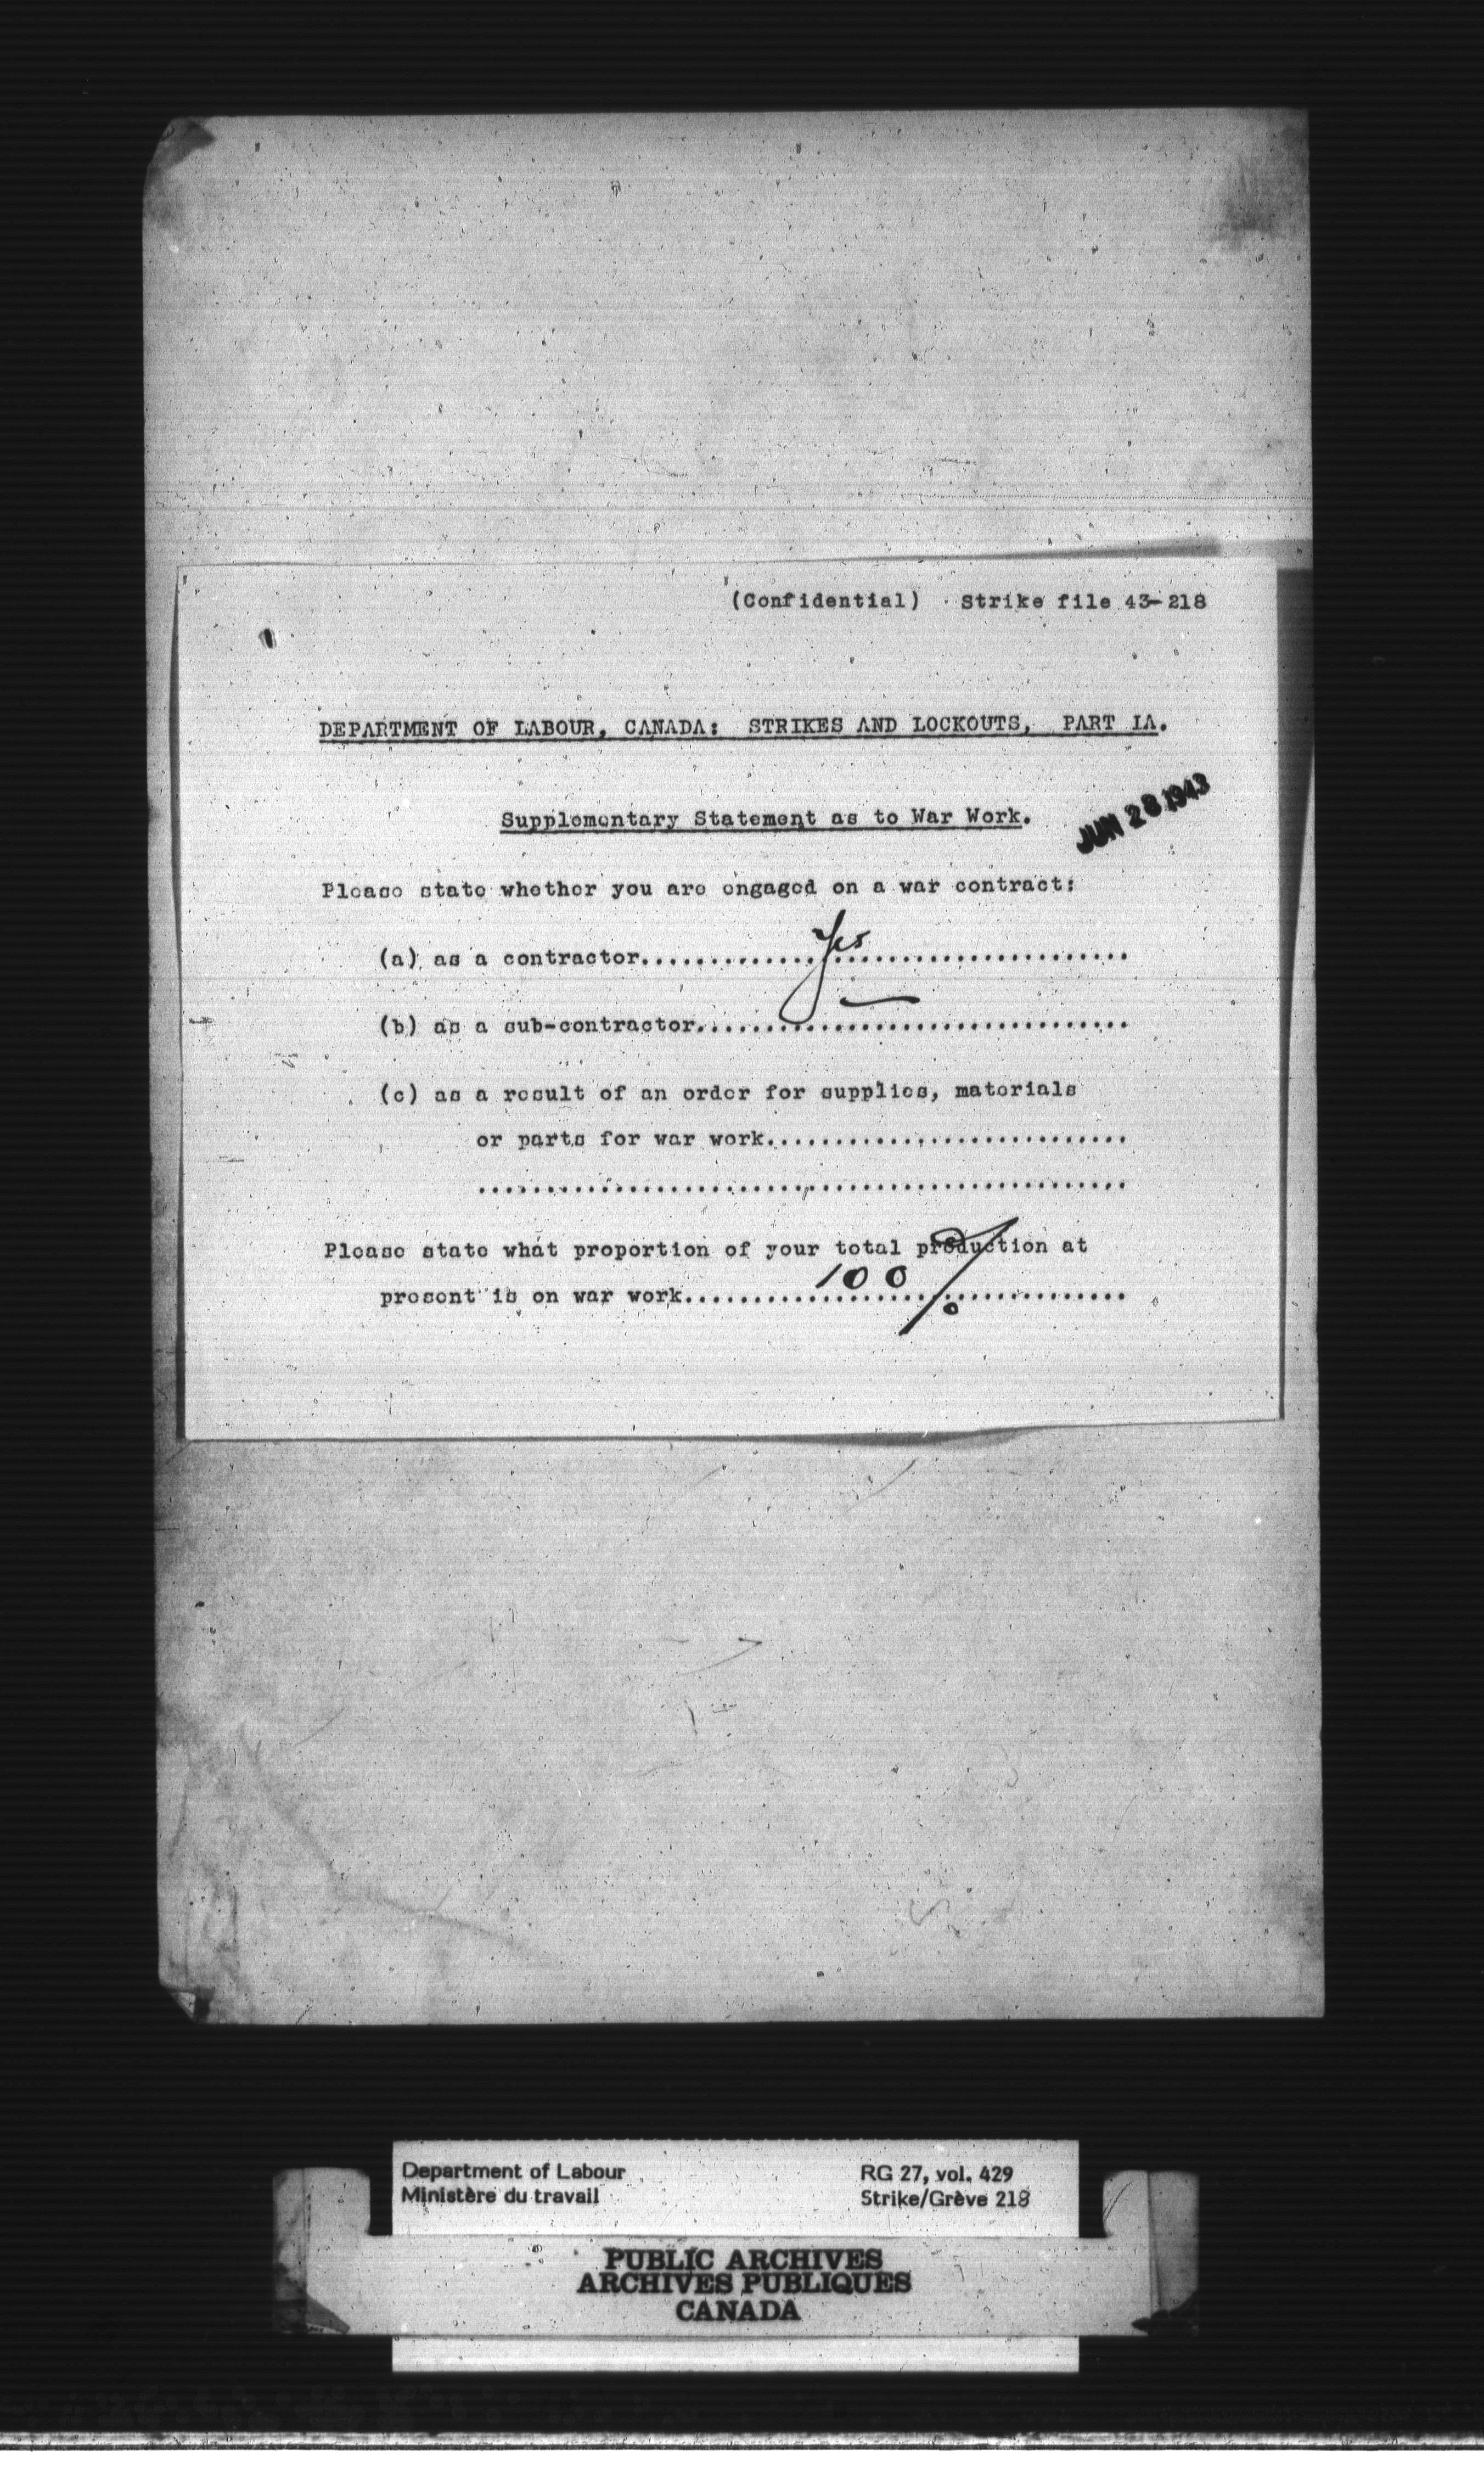 (Confidential) Strike file 43-218
DEPARTMENT OF LABOUR, CANADA: STRIKES AND LOCKOUTS, PART IA.
Supplementary Statement as to War Work.
JUN 28 1943
Please state whether you are engaged on a war contract:
(a) as a contractor.............Yes......................
(b) as a sub-contractor................................
(c) as a result of an order for supplies, materials
or parts for war work...........................
................................................
Please state what proportion of your total production at
present is on war work..........100 %......................
Department of Labour
Ministère du travail
RG 27, vol. 429
Strike/Grève 218
PUBLIC ARCHIVES
ARCHIVES PUBLIQUES
CANADA